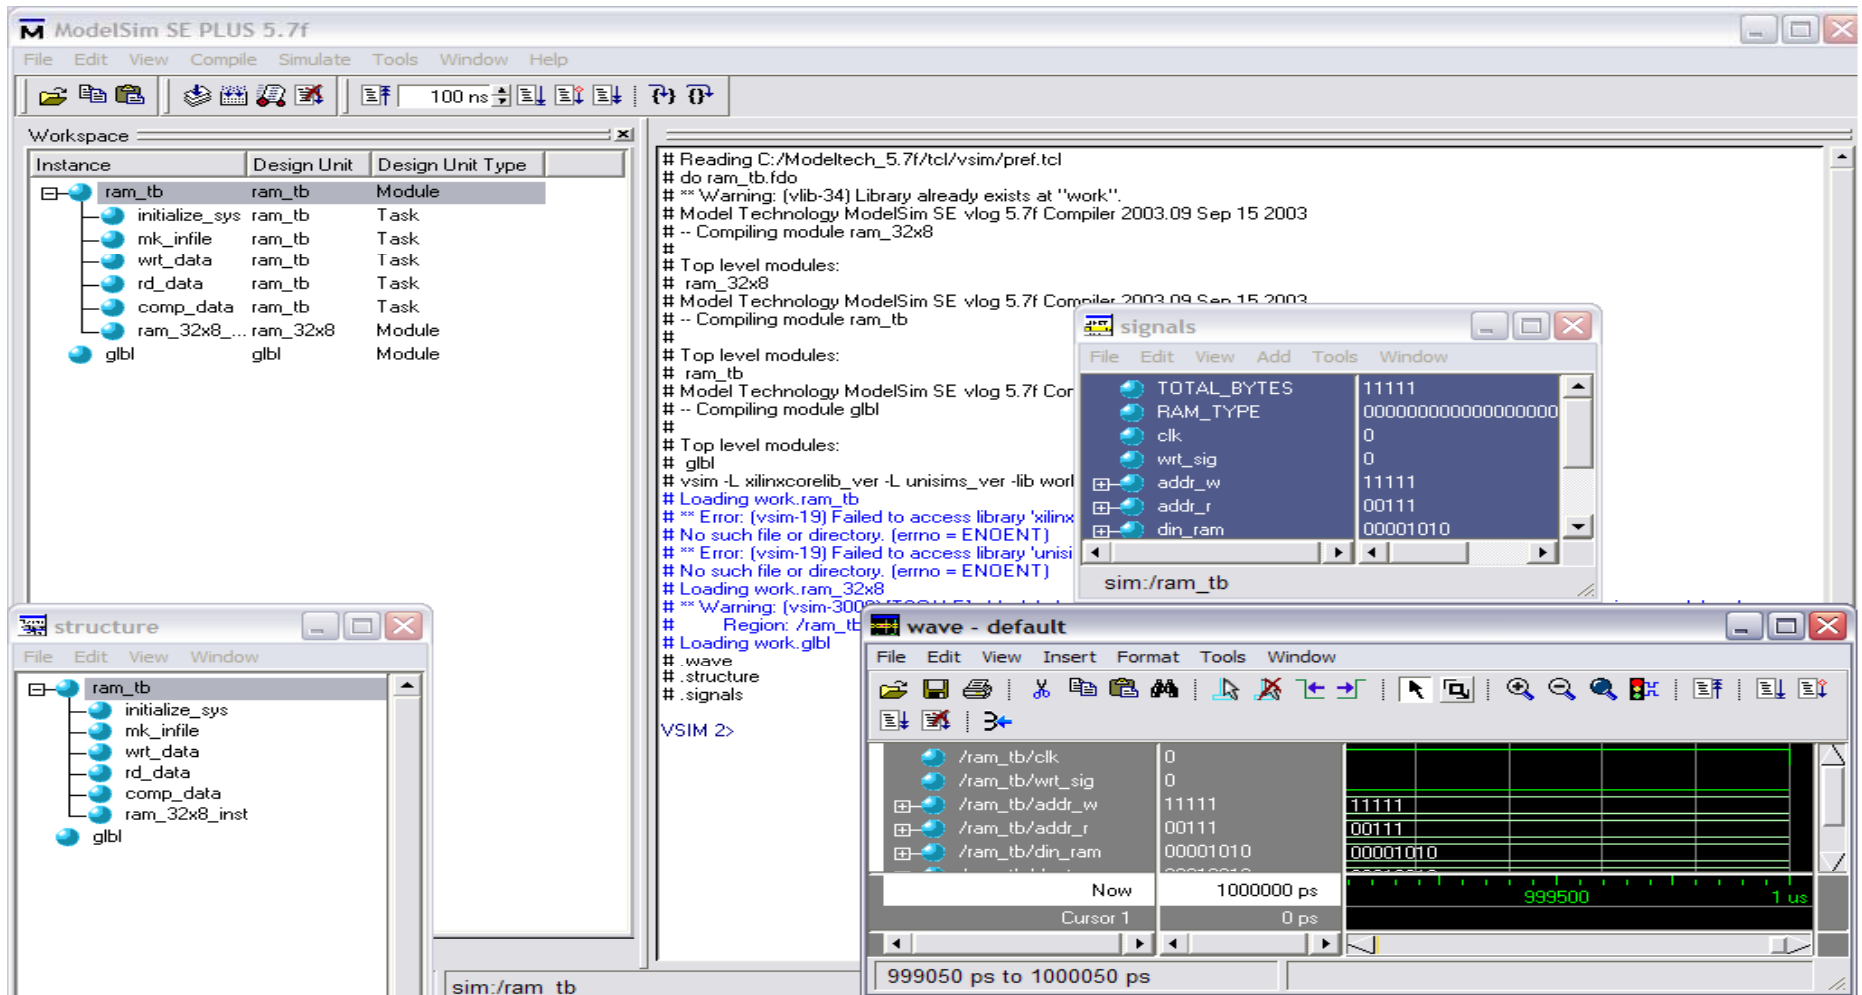 ModelSim SE PLUS 5.7f
File Edit View Compile Simulate Tools Window Help
100 ns
Workspace
Instance Design Unit Design Unit Type
ram_tb ram_tb Module
initialize_sys ram_tb Task
mk_infile ram_tb Task
wrt_data ram_tb Task
rd_data ram_tb Task
comp_data ram_tb Task
ram_32x8_... ram_32x8 Module
glbl glbl Module
# Reading C:/Modeltech_5.7f/tcl/vsim/pref.tcl
# do ram_tb.fdo
# ** Warning: (vlib-34) Library already exists at "work".
# Model Technology ModelSim SE vlog 5.7f Compiler 2003.09 Sep 15 2003
# -- Compiling module ram_32x8
#
# Top level modules:
# ram_32x8
# Model Technology ModelSim SE vlog 5.7f Compiler 2003.09 Sep 15 2003
# -- Compiling module ram_tb
#
# Top level modules:
# ram_tb
# Model Technology ModelSim SE vlog 5.7f Cor
# -- Compiling module glbl
#
# Top level modules:
# glbl
# vsim -L xilinxcorelib_ver -L unisims_ver -lib worl
# Loading work.ram_tb
# ** Error: (vsim-19) Failed to access library 'xilinx
# No such file or directory. (errno = ENOENT)
# ** Error: (vsim-19) Failed to access library 'unisi
# No such file or directory. (errno = ENOENT)
# Loading work.ram_32x8
# ** Warning: (vsim-300
# Region: /ram_tb
# Loading work.glbl
# .wave
# .structure
# .signals
VSIM 2>
sim:/ram_tb
signals
File Edit View Add Tools Window
TOTAL_BYTES 11111
RAM_TYPE 0000000000000000000
clk 0
wrt_sig 0
addr_w 11111
addr_r 00111
din_ram 00001010
sim:/ram_tb
structure
File Edit View Window
ram_tb
initialize_sys
mk_infile
wrt_data
rd_data
comp_data
ram_32x8_inst
glbl
wave - default
File Edit View Insert Format Tools Window
/ram_tb/clk 0
/ram_tb/wrt_sig 0
/ram_tb/addr_w 11111 11111
/ram_tb/addr_r 00111 00111
/ram_tb/din_ram 00001010 00001010
Now 1000000 ps 999500 1 us
Cursor 1 0 ps
999050 ps to 1000050 ps